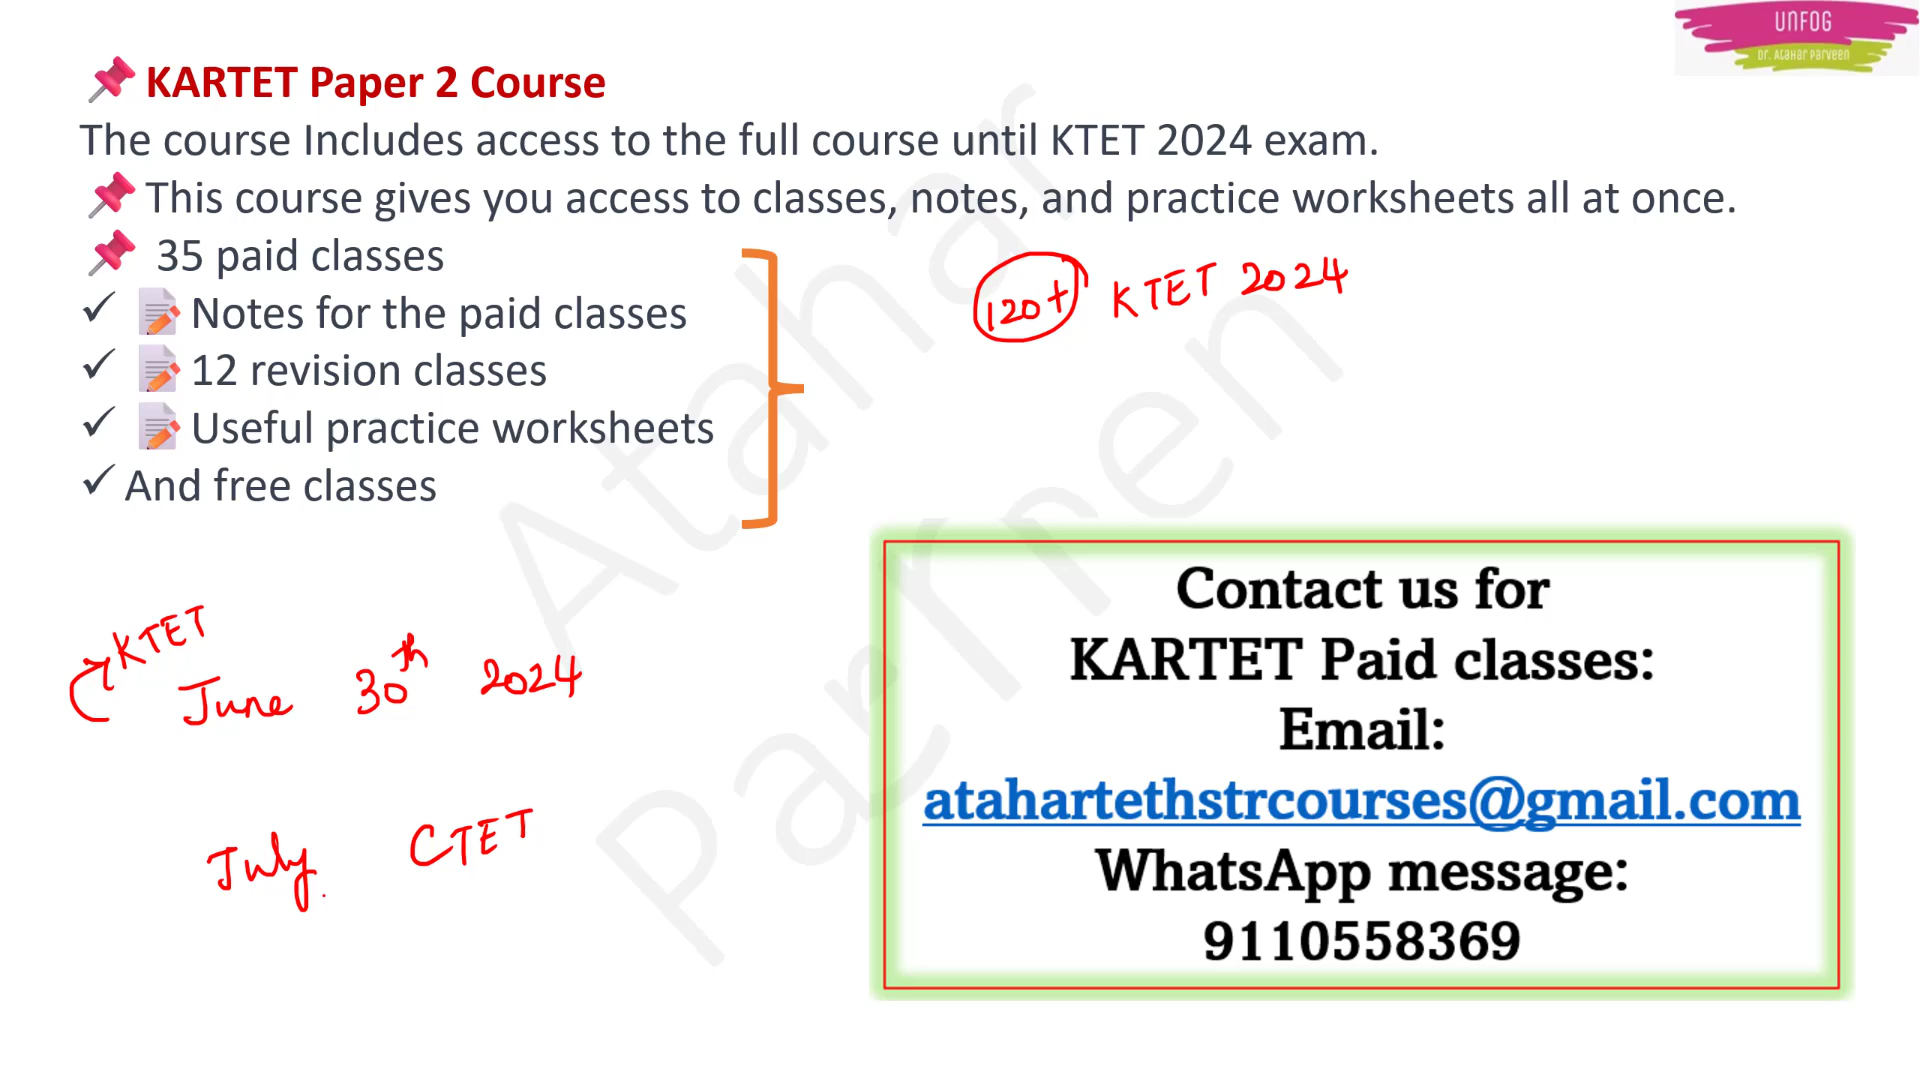 UNFOG
Dr. Atahar Parveen
KARTET Paper 2 Course
The course Includes access to the full course until KTET 2024 exam.
This course gives you access to classes, notes, and practice worksheets all at once.
35 paid classes
✓ Notes for the paid classes
✓ 12 revision classes
✓ Useful practice worksheets
✓ And free classes
120+ KTET 2024
KTET
June 30th 2024
July. CTET
Contact us for
KARTET Paid classes:
Email:
atahartethstrcourses@gmail.com
WhatsApp message:
9110558369
Atahar
Parveen